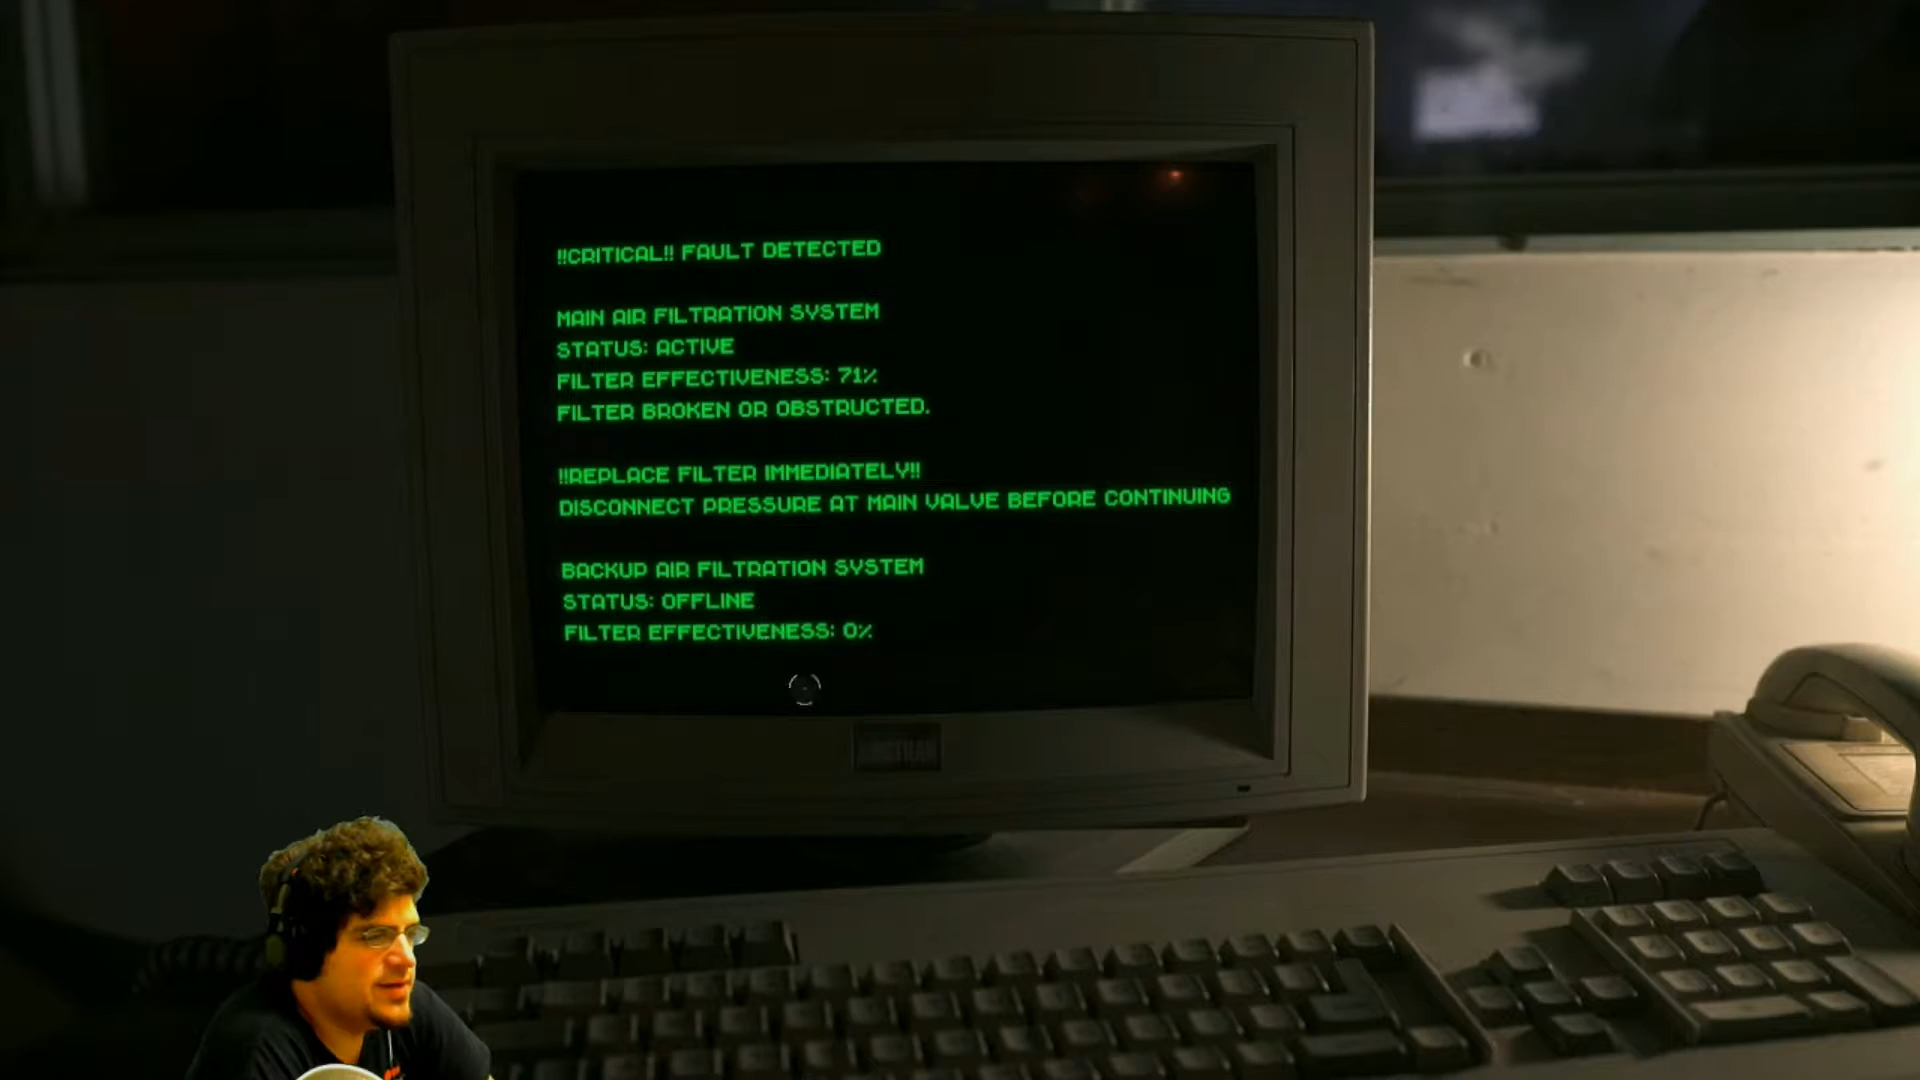 !!CRITICAL!! FAULT DETECTED
MAIN AIR FILTRATION SYSTEM
STATUS: ACTIVE
FILTER EFFECTIVENESS: 71%
FILTER BROKEN OR OBSTRUCTED.
!!REPLACE FILTER IMMEDIATELY!!
DISCONNECT PRESSURE AT MAIN VALVE BEFORE CONTINUING
BACKUP AIR FILTRATION SYSTEM
STATUS: OFFLINE
FILTER EFFECTIVENESS: 0%